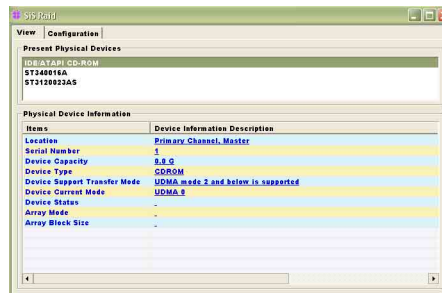 SiS Raid
View Configuration
Present Physical Devices
IDE/ATAPI CD-ROM
ST340016A
ST3120023AS
Physical Device Information
Items Device Information Description
Location Primary Channel, Master
Serial Number 1
Device Capacity 0.0 G
Device Type CDROM
Device Support Transfer Mode UDMA mode 2 and below is supported
Device Current Mode UDMA 0
Device Status -
Array Mode -
Array Block Size -